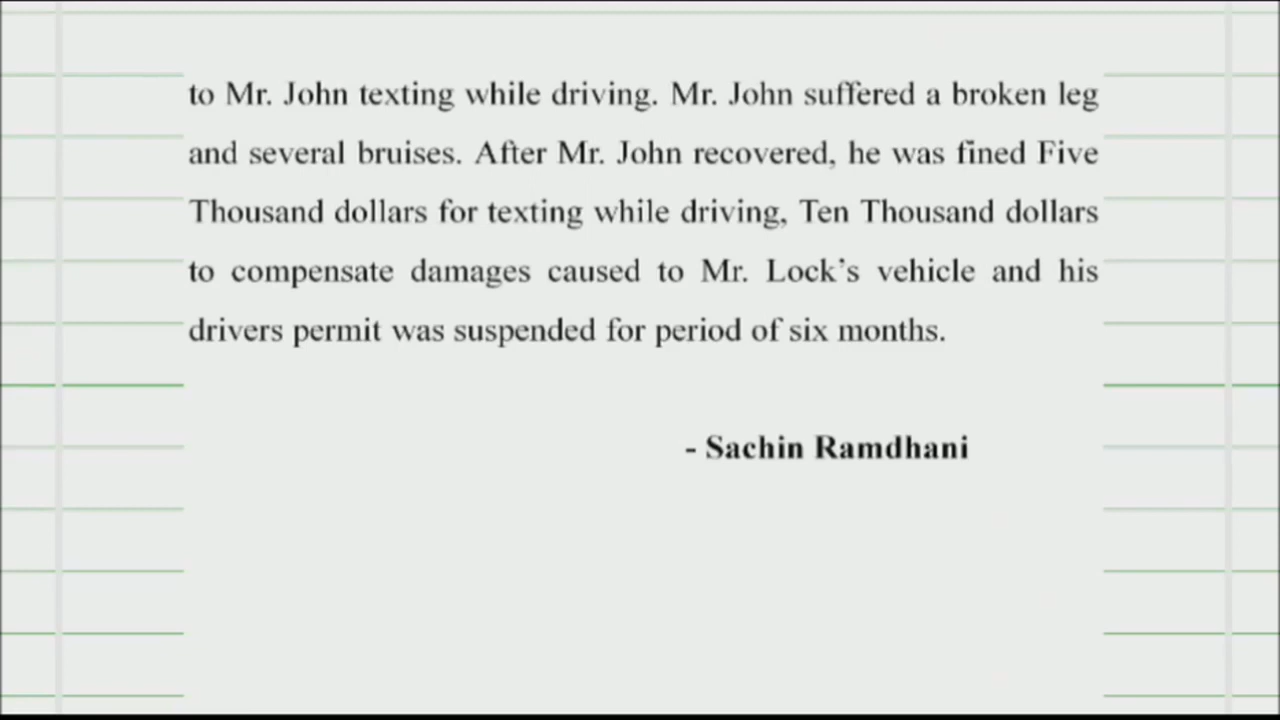 to Mr. John texting while driving. Mr. John suffered a broken leg
and several bruises. After Mr. John recovered, he was fined Five
Thousand dollars for texting while driving, Ten Thousand dollars
to compensate damages caused to Mr. Lock’s vehicle and his
drivers permit was suspended for period of six months.
- Sachin Ramdhani